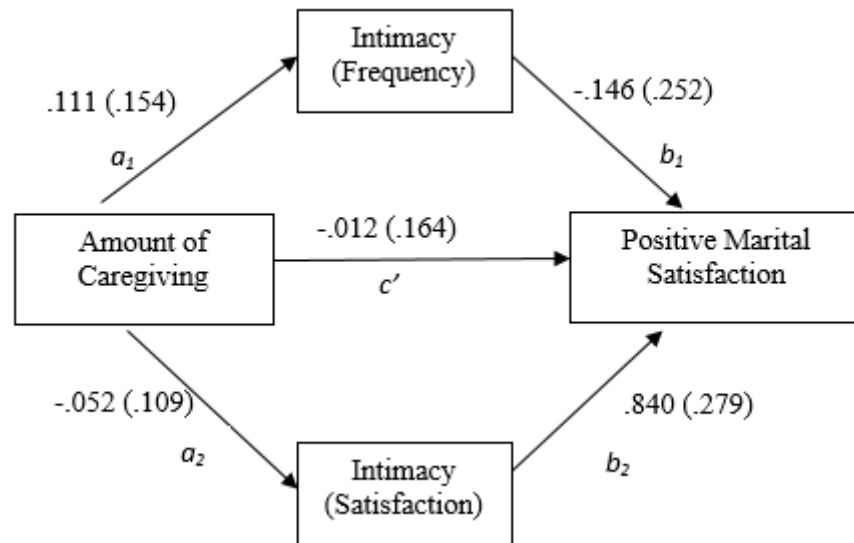 Intimacy
(Frequency)
.111 (.154)
-.146 (.252)
a₁
b₁
Amount of
Caregiving
-.012 (.164)
c’
Positive Marital
Satisfaction
-.052 (.109)
.840 (.279)
a₂
b₂
Intimacy
(Satisfaction)